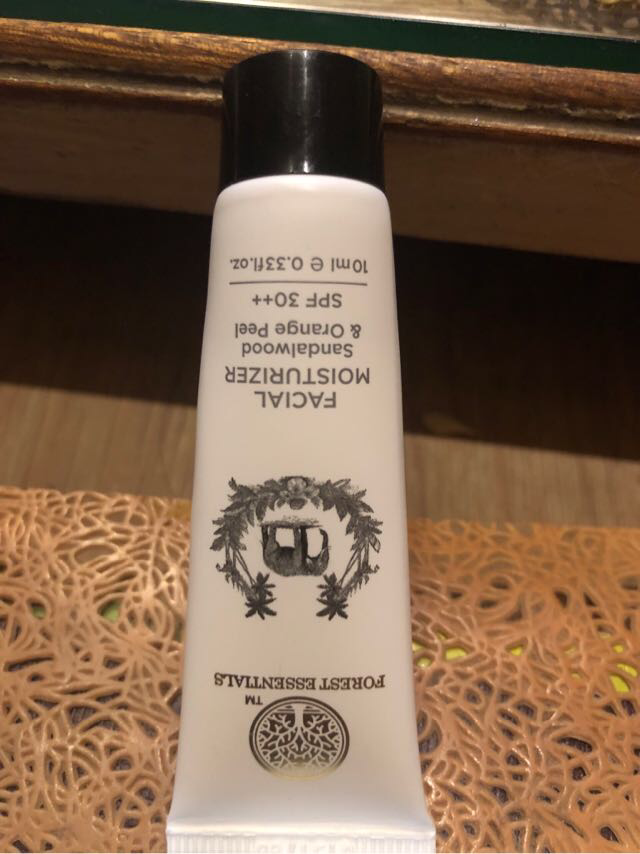 TM
FOREST ESSENTIALS
FACIAL
MOISTURIZER
Sandalwood
& Orange Peel
SPF 30++
10ml ℮ 0.33fl.oz.